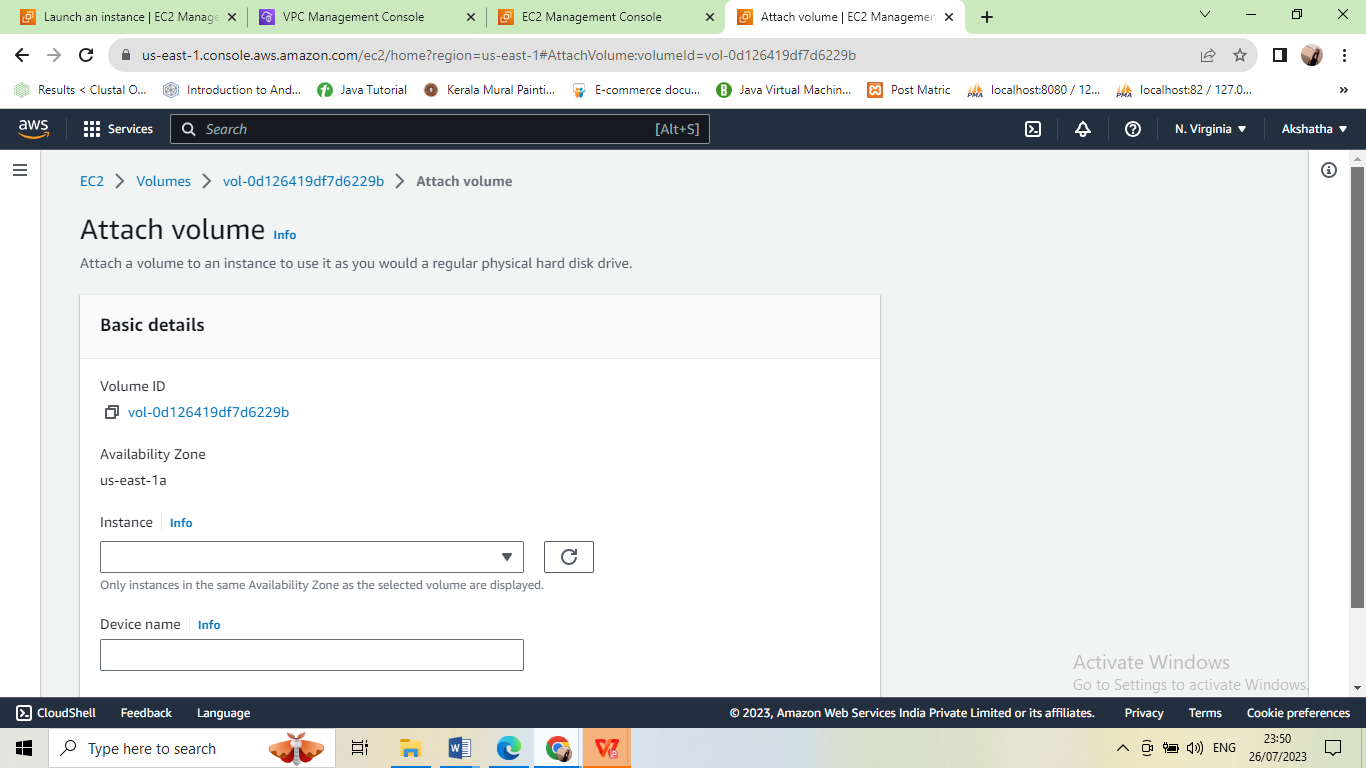 Launch an instance | EC2 Manage
VPC Management Console
EC2 Management Console
Attach volume | EC2 Managemen
us-east-1.console.aws.amazon.com/ec2/home?region=us-east-1#AttachVolume:volumeId=vol-0d126419df7d6229b
Results < Clustal O...
Introduction to And...
Java Tutorial
Kerala Mural Painti...
E-commerce docu...
Java Virtual Machin...
Post Matric
localhost:8080 / 12...
localhost:82 / 127.0...
»
aws
Services
Search
[Alt+S]
N. Virginia
Akshatha
EC2 > Volumes > vol-0d126419df7d6229b > Attach volume
Attach volume Info
Attach a volume to an instance to use it as you would a regular physical hard disk drive.
Basic details
Volume ID
vol-0d126419df7d6229b
Availability Zone
us-east-1a
Instance Info
Only instances in the same Availability Zone as the selected volume are displayed.
Device name Info
Activate Windows
Go to Settings to activate Windows.
CloudShell
Feedback
Language
© 2023, Amazon Web Services India Private Limited or its affiliates.
Privacy
Terms
Cookie preferences
Type here to search
ENG
23:50
26/07/2023